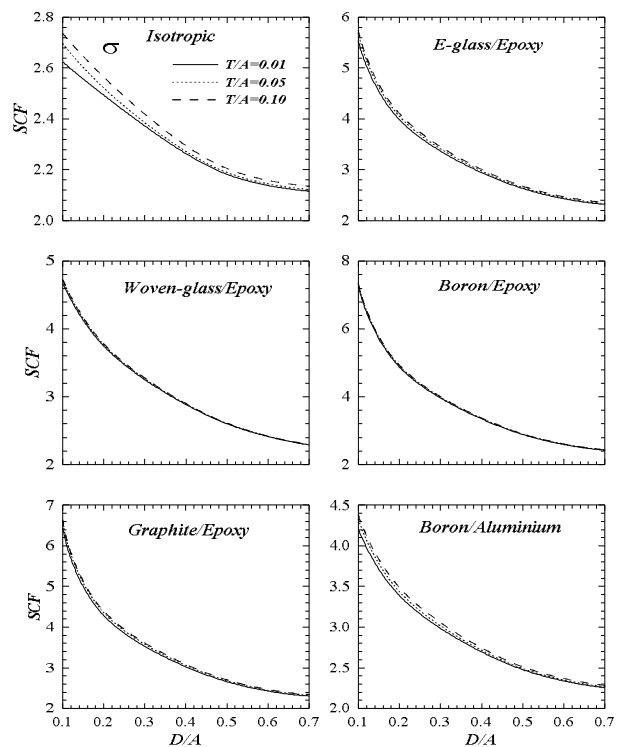 2.8
Isotropic
σ
T/A=0.01
T/A=0.05
T/A=0.10
2.6
2.4
2.2
2.0
SCF
6
E-glass/Epoxy
5
4
3
2
5
Woven-glass/Epoxy
4
3
2
SCF
8
Boron/Epoxy
7
6
5
4
3
2
7
Graphite/Epoxy
6
5
4
3
2
SCF
0.1 0.2 0.3 0.4 0.5 0.6 0.7
D/A
4.5
Boron/Aluminium
4.0
3.5
3.0
2.5
2.0
0.1 0.2 0.3 0.4 0.5 0.6 0.7
D/A